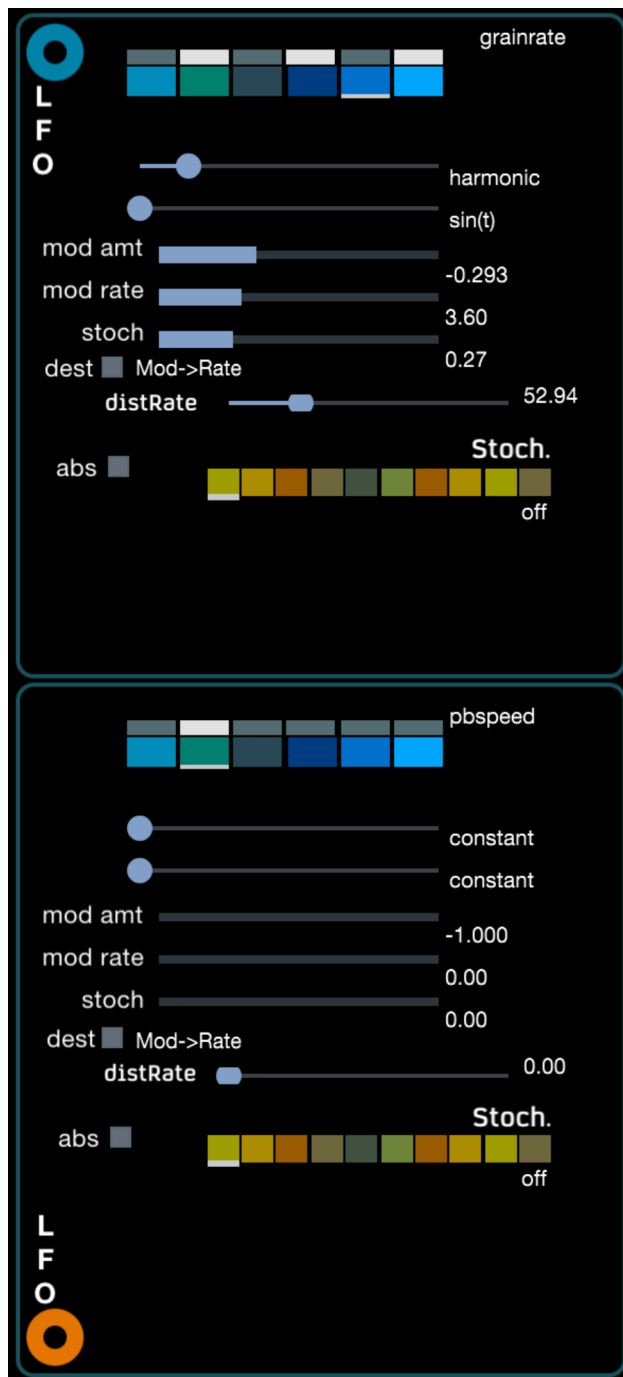 grainrate
L
F
O
harmonic
sin(t)
mod amt
-0.293
mod rate
3.60
stoch
0.27
dest Mod->Rate
distRate 52.94
Stoch.
abs
off
pbspeed
constant
constant
mod amt
-1.000
mod rate
0.00
stoch
0.00
dest Mod->Rate
distRate 0.00
Stoch.
abs
off
L
F
O